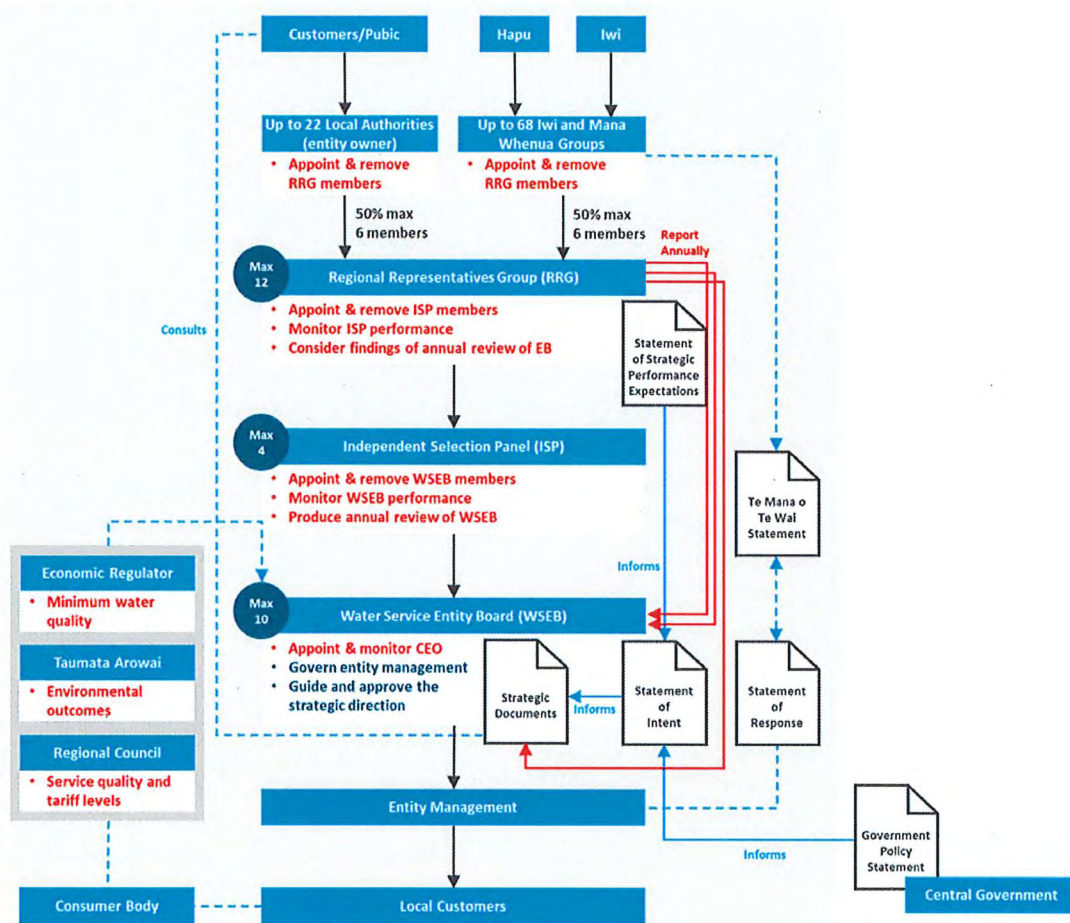 Customers/Pubic
Hapu
Iwi
Up to 22 Local Authorities
(entity owner)
• Appoint & remove
RRG members
Up to 68 Iwi and Mana
Whenua Groups
• Appoint & remove
RRG members
50% max
6 members
50% max
6 members
Report
Annually
Max
12
Regional Representatives Group (RRG)
• Appoint & remove ISP members
• Monitor ISP performance
• Consider findings of annual review of EB
Consults
Statement
of Strategic
Performance
Expectations
Max
4
Independent Selection Panel (ISP)
• Appoint & remove WSEB members
• Monitor WSEB performance
• Produce annual review of WSEB
Te Mana o
Te Wai
Statement
Informs
Economic Regulator
• Minimum water
quality
Taumata Arowai
• Environmental
outcomes
Regional Council
• Service quality and
tariff levels
Max
10
Water Service Entity Board (WSEB)
• Appoint & monitor CEO
• Govern entity management
• Guide and approve the
strategic direction
Strategic
Documents
Informs
Statement
of
Intent
Statement
of
Response
Entity Management
Informs
Government
Policy
Statement
Central Government
Consumer Body
Local Customers